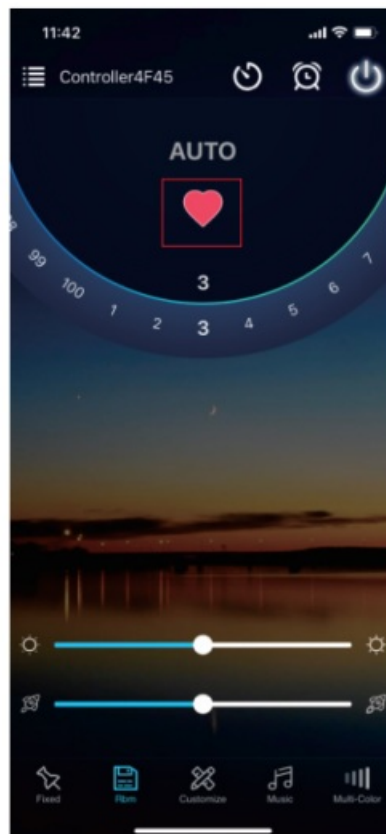 11:42
Controller4F45
AUTO
3
99 100 1 2 3 4 5 6 7
Fixed Rbm Customize Music Multi-Color